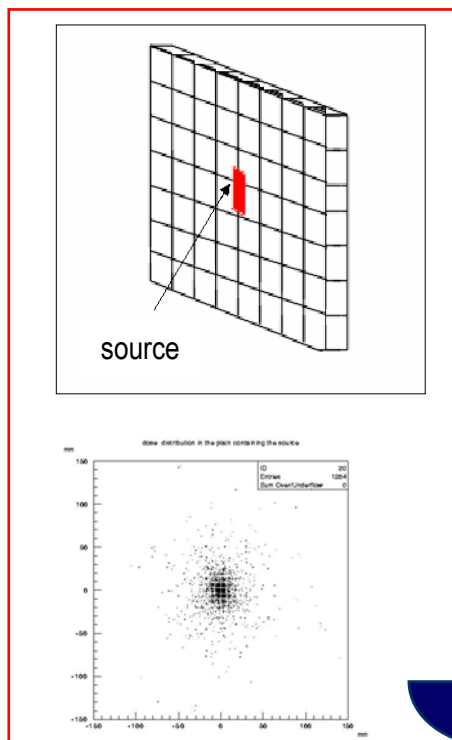 source
dose distribution in the plain containing the source
mm
ID 20
Entries 1264
Sum Over/Underflow 0
150
100
50
0
-50
-100
-150
-150 -100 -50 0 50 100 150
mm